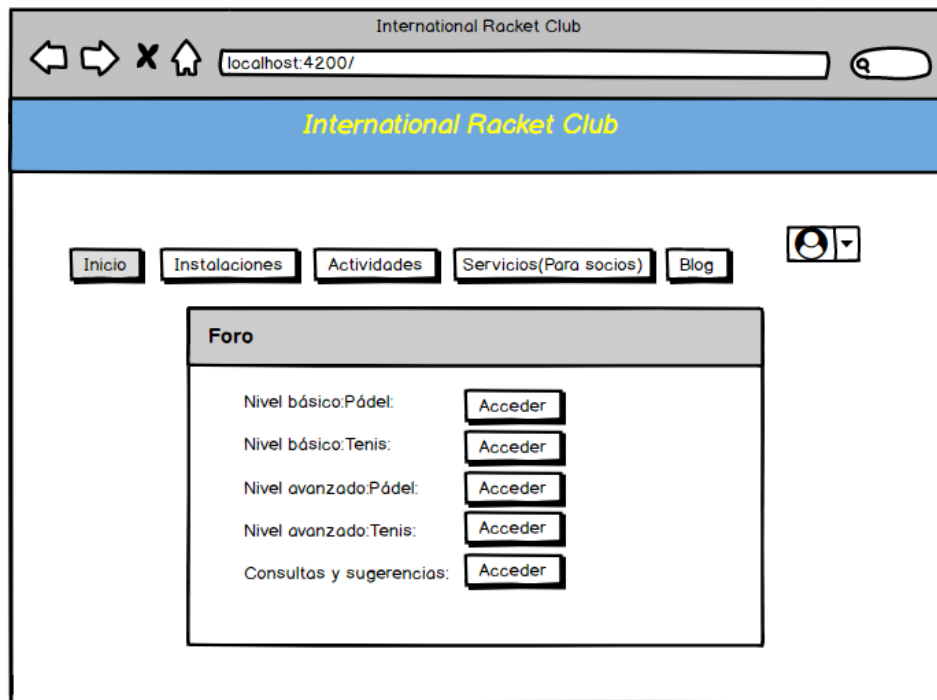 International Racket Club
localhost:4200/
International Racket Club
Inicio Instalaciones Actividades Servicios(Para socios) Blog
Foro
Nivel básico:Pádel: Acceder
Nivel básico:Tenis: Acceder
Nivel avanzado:Pádel: Acceder
Nivel avanzado:Tenis: Acceder
Consultas y sugerencias: Acceder